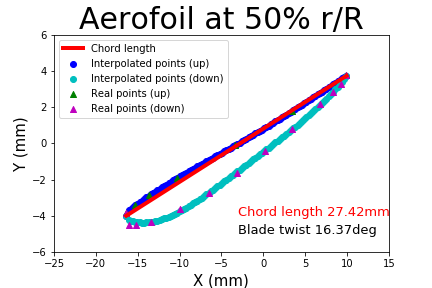 Aerofoil at 50% r/R
Chord length
Interpolated points (up)
Interpolated points (down)
Real points (up)
Real points (down)
Chord length 27.42mm
Blade twist 16.37deg
6
4
2
0
−2
−4
−6
Y (mm)
−25 −20 −15 −10 −5 0 5 10 15
X (mm)